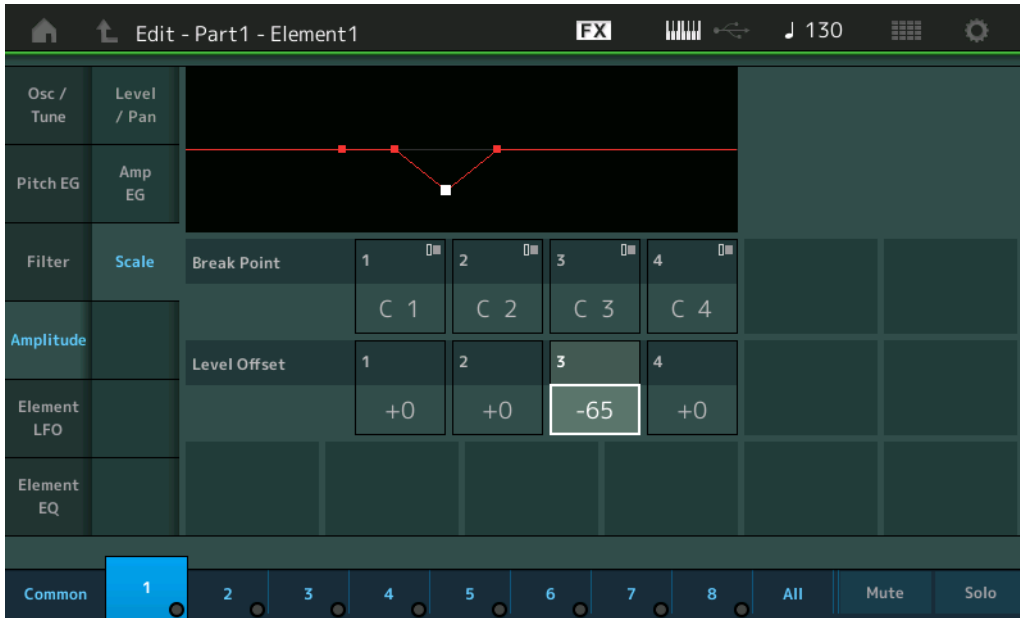 Edit - Part1 - Element1
FX
♩ 130
Osc /
Tune
Level
/ Pan
Pitch EG
Amp
EG
Filter
Scale
Break Point
1
2
3
4
C 1
C 2
C 3
C 4
Amplitude
Level Offset
1
2
3
4
+0
+0
-65
+0
Element
LFO
Element
EQ
Common
1
2
3
4
5
6
7
8
All
Mute
Solo